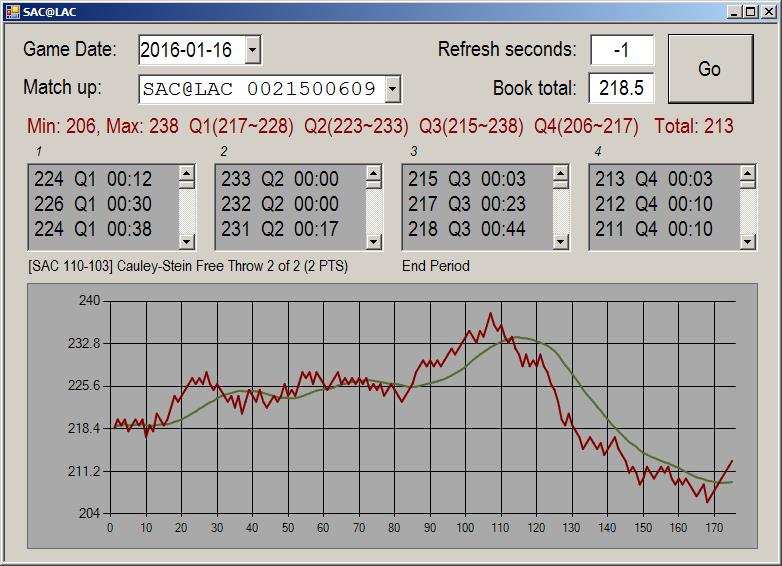 SAC@LAC
Game Date: 2016-01-16 Refresh seconds: -1 Go
Match up: SAC@LAC 0021500609 Book total: 218.5
Min: 206, Max: 238 Q1(217~228) Q2(223~233) Q3(215~238) Q4(206~217) Total: 213
1 2 3 4
224 Q1 00:12 233 Q2 00:00 215 Q3 00:03 213 Q4 00:03
226 Q1 00:30 232 Q2 00:00 217 Q3 00:23 212 Q4 00:10
224 Q1 00:38 231 Q2 00:17 218 Q3 00:44 211 Q4 00:10
[SAC 110-103] Cauley-Stein Free Throw 2 of 2 (2 PTS) End Period
240
232.8
225.6
218.4
211.2
204
0 10 20 30 40 50 60 70 80 90 100 110 120 130 140 150 160 170